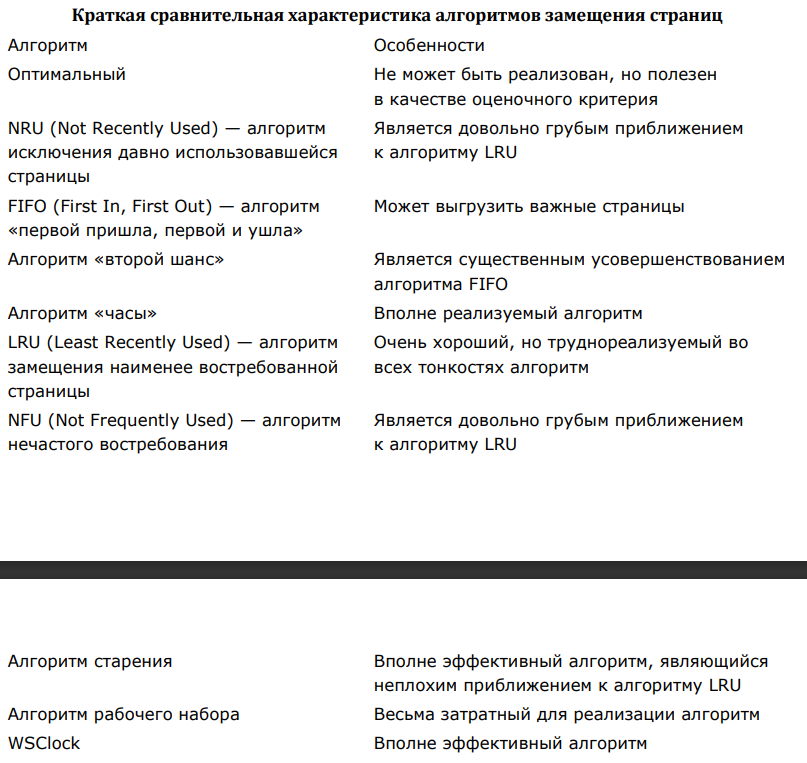 Краткая сравнительная характеристика алгоритмов замещения страниц
Алгоритм Особенности
Оптимальный Не может быть реализован, но полезен
в качестве оценочного критерия
NRU (Not Recently Used) — алгоритм Является довольно грубым приближением
исключения давно использовавшейся к алгоритму LRU
страницы
FIFO (First In, First Out) — алгоритм Может выгрузить важные страницы
«первой пришла, первой и ушла»
Алгоритм «второй шанс» Является существенным усовершенствованием
алгоритма FIFO
Алгоритм «часы» Вполне реализуемый алгоритм
LRU (Least Recently Used) — алгоритм Очень хороший, но труднореализуемый во
замещения наименее востребованной всех тонкостях алгоритм
страницы
NFU (Not Frequently Used) — алгоритм Является довольно грубым приближением
нечастого востребования к алгоритму LRU
Алгоритм старения Вполне эффективный алгоритм, являющийся
неплохим приближением к алгоритму LRU
Алгоритм рабочего набора Весьма затратный для реализации алгоритм
WSClock Вполне эффективный алгоритм